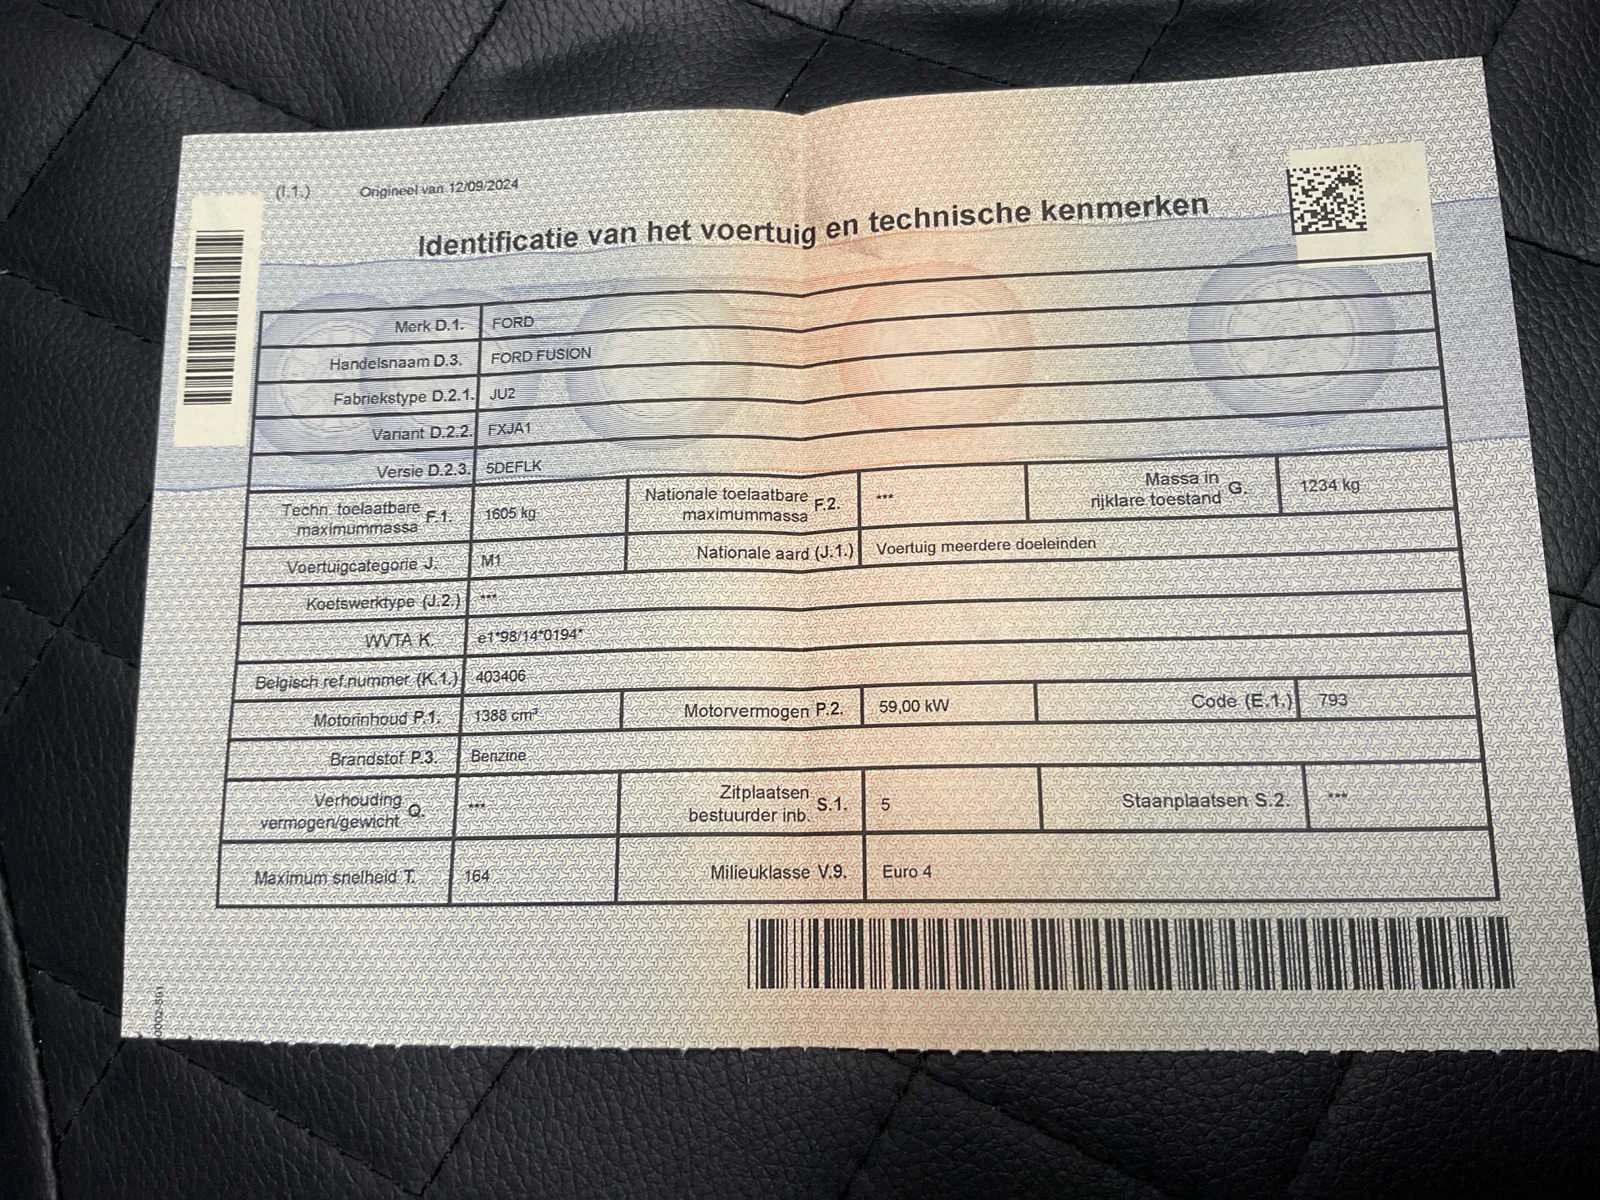 (I.1.) Origineel van 12/09/2024
Identificatie van het voertuig en technische kenmerken
Merk D.1. FORD
Handelsnaam D.3. FORD FUSION
Fabriekstype D.2.1. JU2
Variant D.2.2. FXJA1
Versie D.2.3. 5DEFLK
Techn. toelaatbare maximummassa F.1. 1605 kg Nationale toelaatbare maximummassa F.2. *** Massa in rijklare toestand G. 1234 kg
Voertuigcategorie J. M1 Nationale aard (J.1.) Voertuig meerdere doeleinden
Koetswerktype (J.2.) ***
WVTA K. e1*98/14*0194*
Belgisch ref.nummer (K.1.) 403406
Motorinhoud P.1. 1388 cm³ Motorvermogen P.2. 59,00 kW Code (E.1.) 793
Brandstof P.3. Benzine
Verhouding vermogen/gewicht Q. *** Zitplaatsen bestuurder inb. S.1. 5 Staanplaatsen S.2. ***
Maximum snelheid T. 164 Milieuklasse V.9. Euro 4